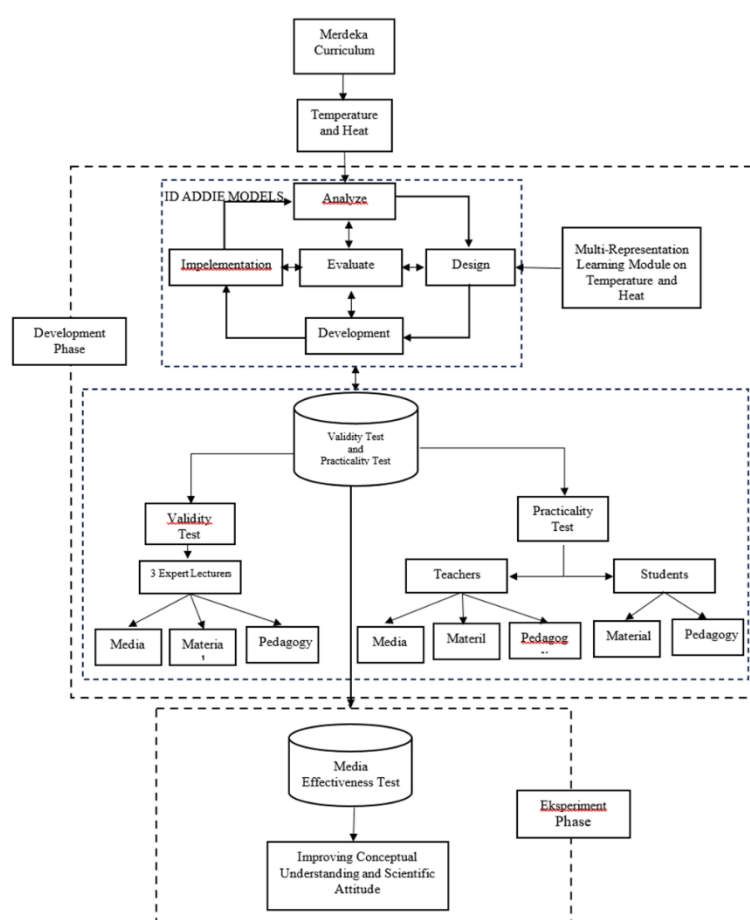 Merdeka
Curriculum
Temperature
and Heat
ID ADDIE MODELS
Analyze
Impelementation
Evaluate
Design
Multi-Representation
Learning Module on
Temperature and
Heat
Development
Development
Phase
Validity Test
and
Practicality Test
Validity
Test
Practicality
Test
3 Expert Lecturers
Teachers
Students
Media
Materia
Pedagogy
Media
Materil
Pedagog
Material
Pedagogy
Media
Effectiveness Test
Eksperiment
Phase
Improving Conceptual
Understanding and Scientific
Attitude